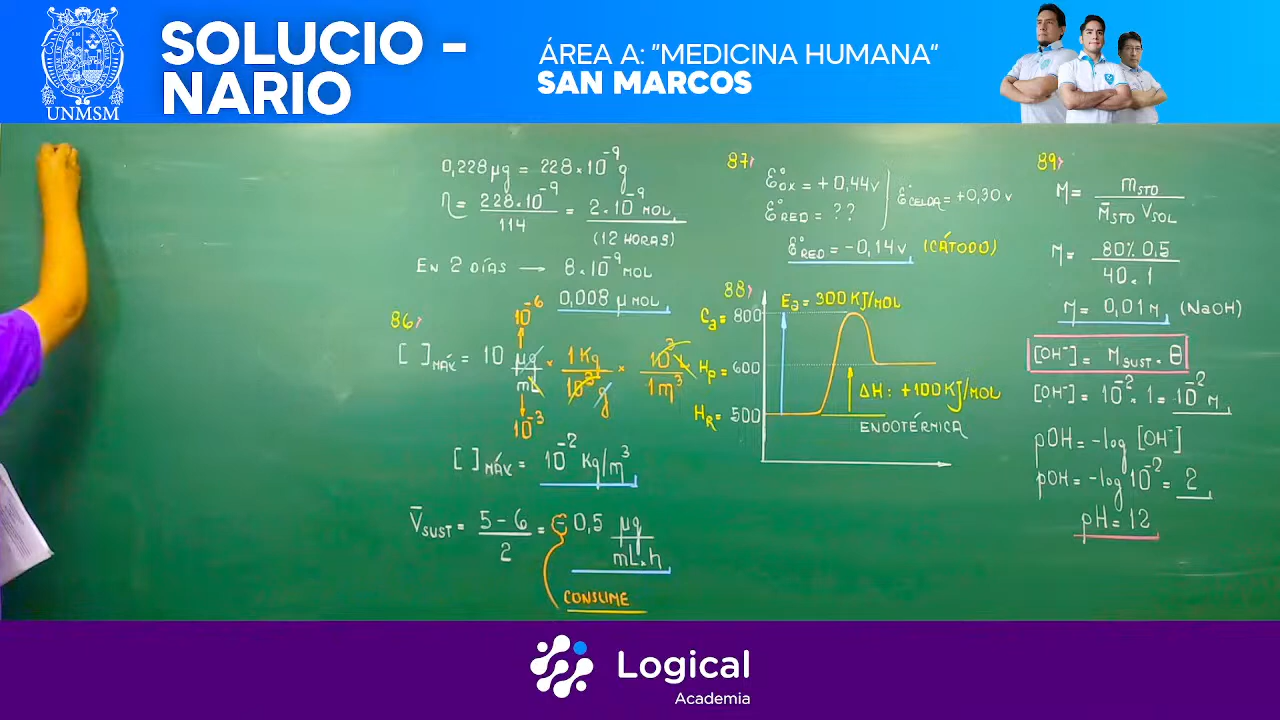 SOLUCIO -
NARIO
ÁREA A: "MEDICINA HUMANA"
SAN MARCOS
UNMSM
0,228 µg = 228×10⁻⁹ g
η = 228×10⁻⁹ / 114 = 2×10⁻⁹ MOL / (12 HORAS)
EN 2 DÍAS → 8×10⁻⁹ MOL
0,008 µ MOL
86)
10⁻⁶
[ ]MÁX = 10 µg/mL × 1 Kg / 10³ g × 10³ L / 1 m³
10⁻³
[ ]MÁX = 10⁻² Kg/m³
V̄SUST = 5 - 6 / 2 = - 0,5 µg / mL×h
CONSUME
87)
ε°OX = + 0,44 v
ε°RED = ??
ε°CELDA = +0,30 v
ε°RED = -0,14 v (CÁTODO)
88)
Ea = 300 KJ/MOL
Ca = 800
HP = 600
ΔH: +100 KJ/MOL
HR = 500
ENDOTÉRMICA
89)
M = mSTO / M̄STO VSOL
M = 80% 0,5 / 40 . 1
M = 0,01 M (NaOH)
[OH⁻] = MSUST . θ
[OH⁻] = 10⁻² . 1 = 10⁻² M
pOH = -log [OH⁻]
pOH = -log 10⁻² = 2
pH = 12
Logical
Academia